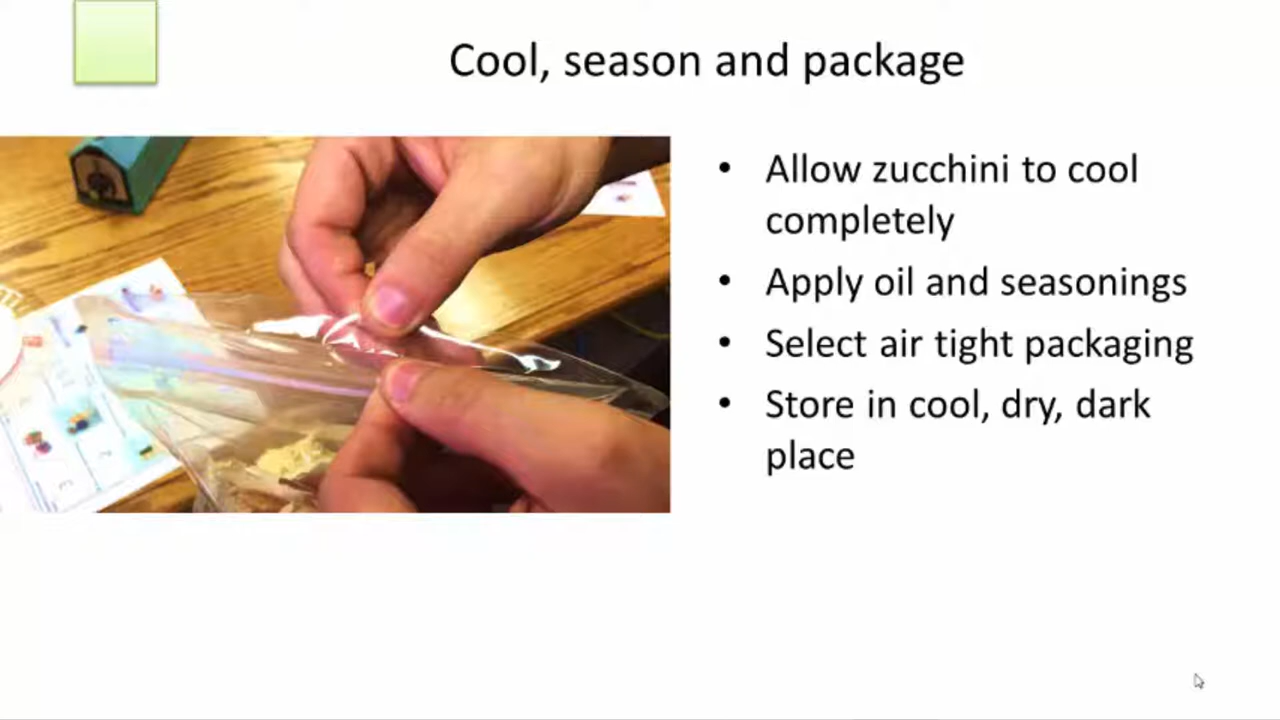 Cool, season and package
• Allow zucchini to cool
completely
• Apply oil and seasonings
• Select air tight packaging
• Store in cool, dry, dark
place